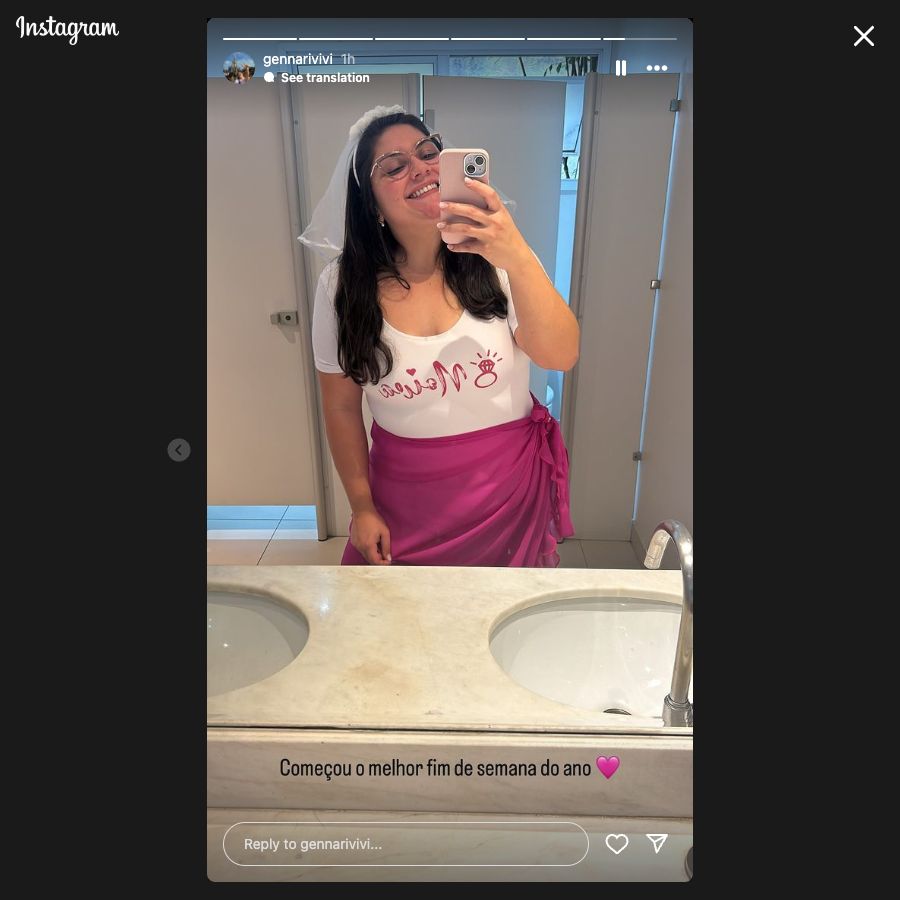 Instagram
gennarivivi 1h
See translation
Noiva
Começou o melhor fim de semana do ano 🩷
Reply to gennarivivi...